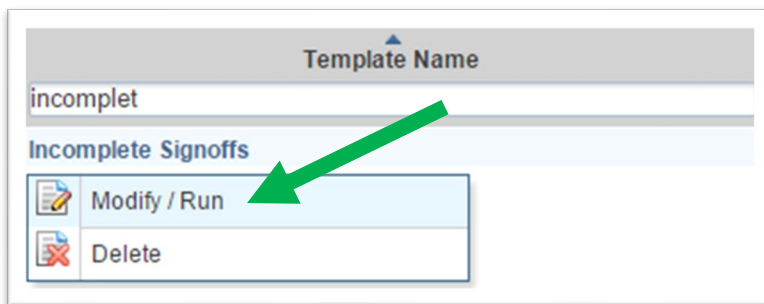 Template Name
incomplet
Incomplete Signoffs
Modify / Run
Delete